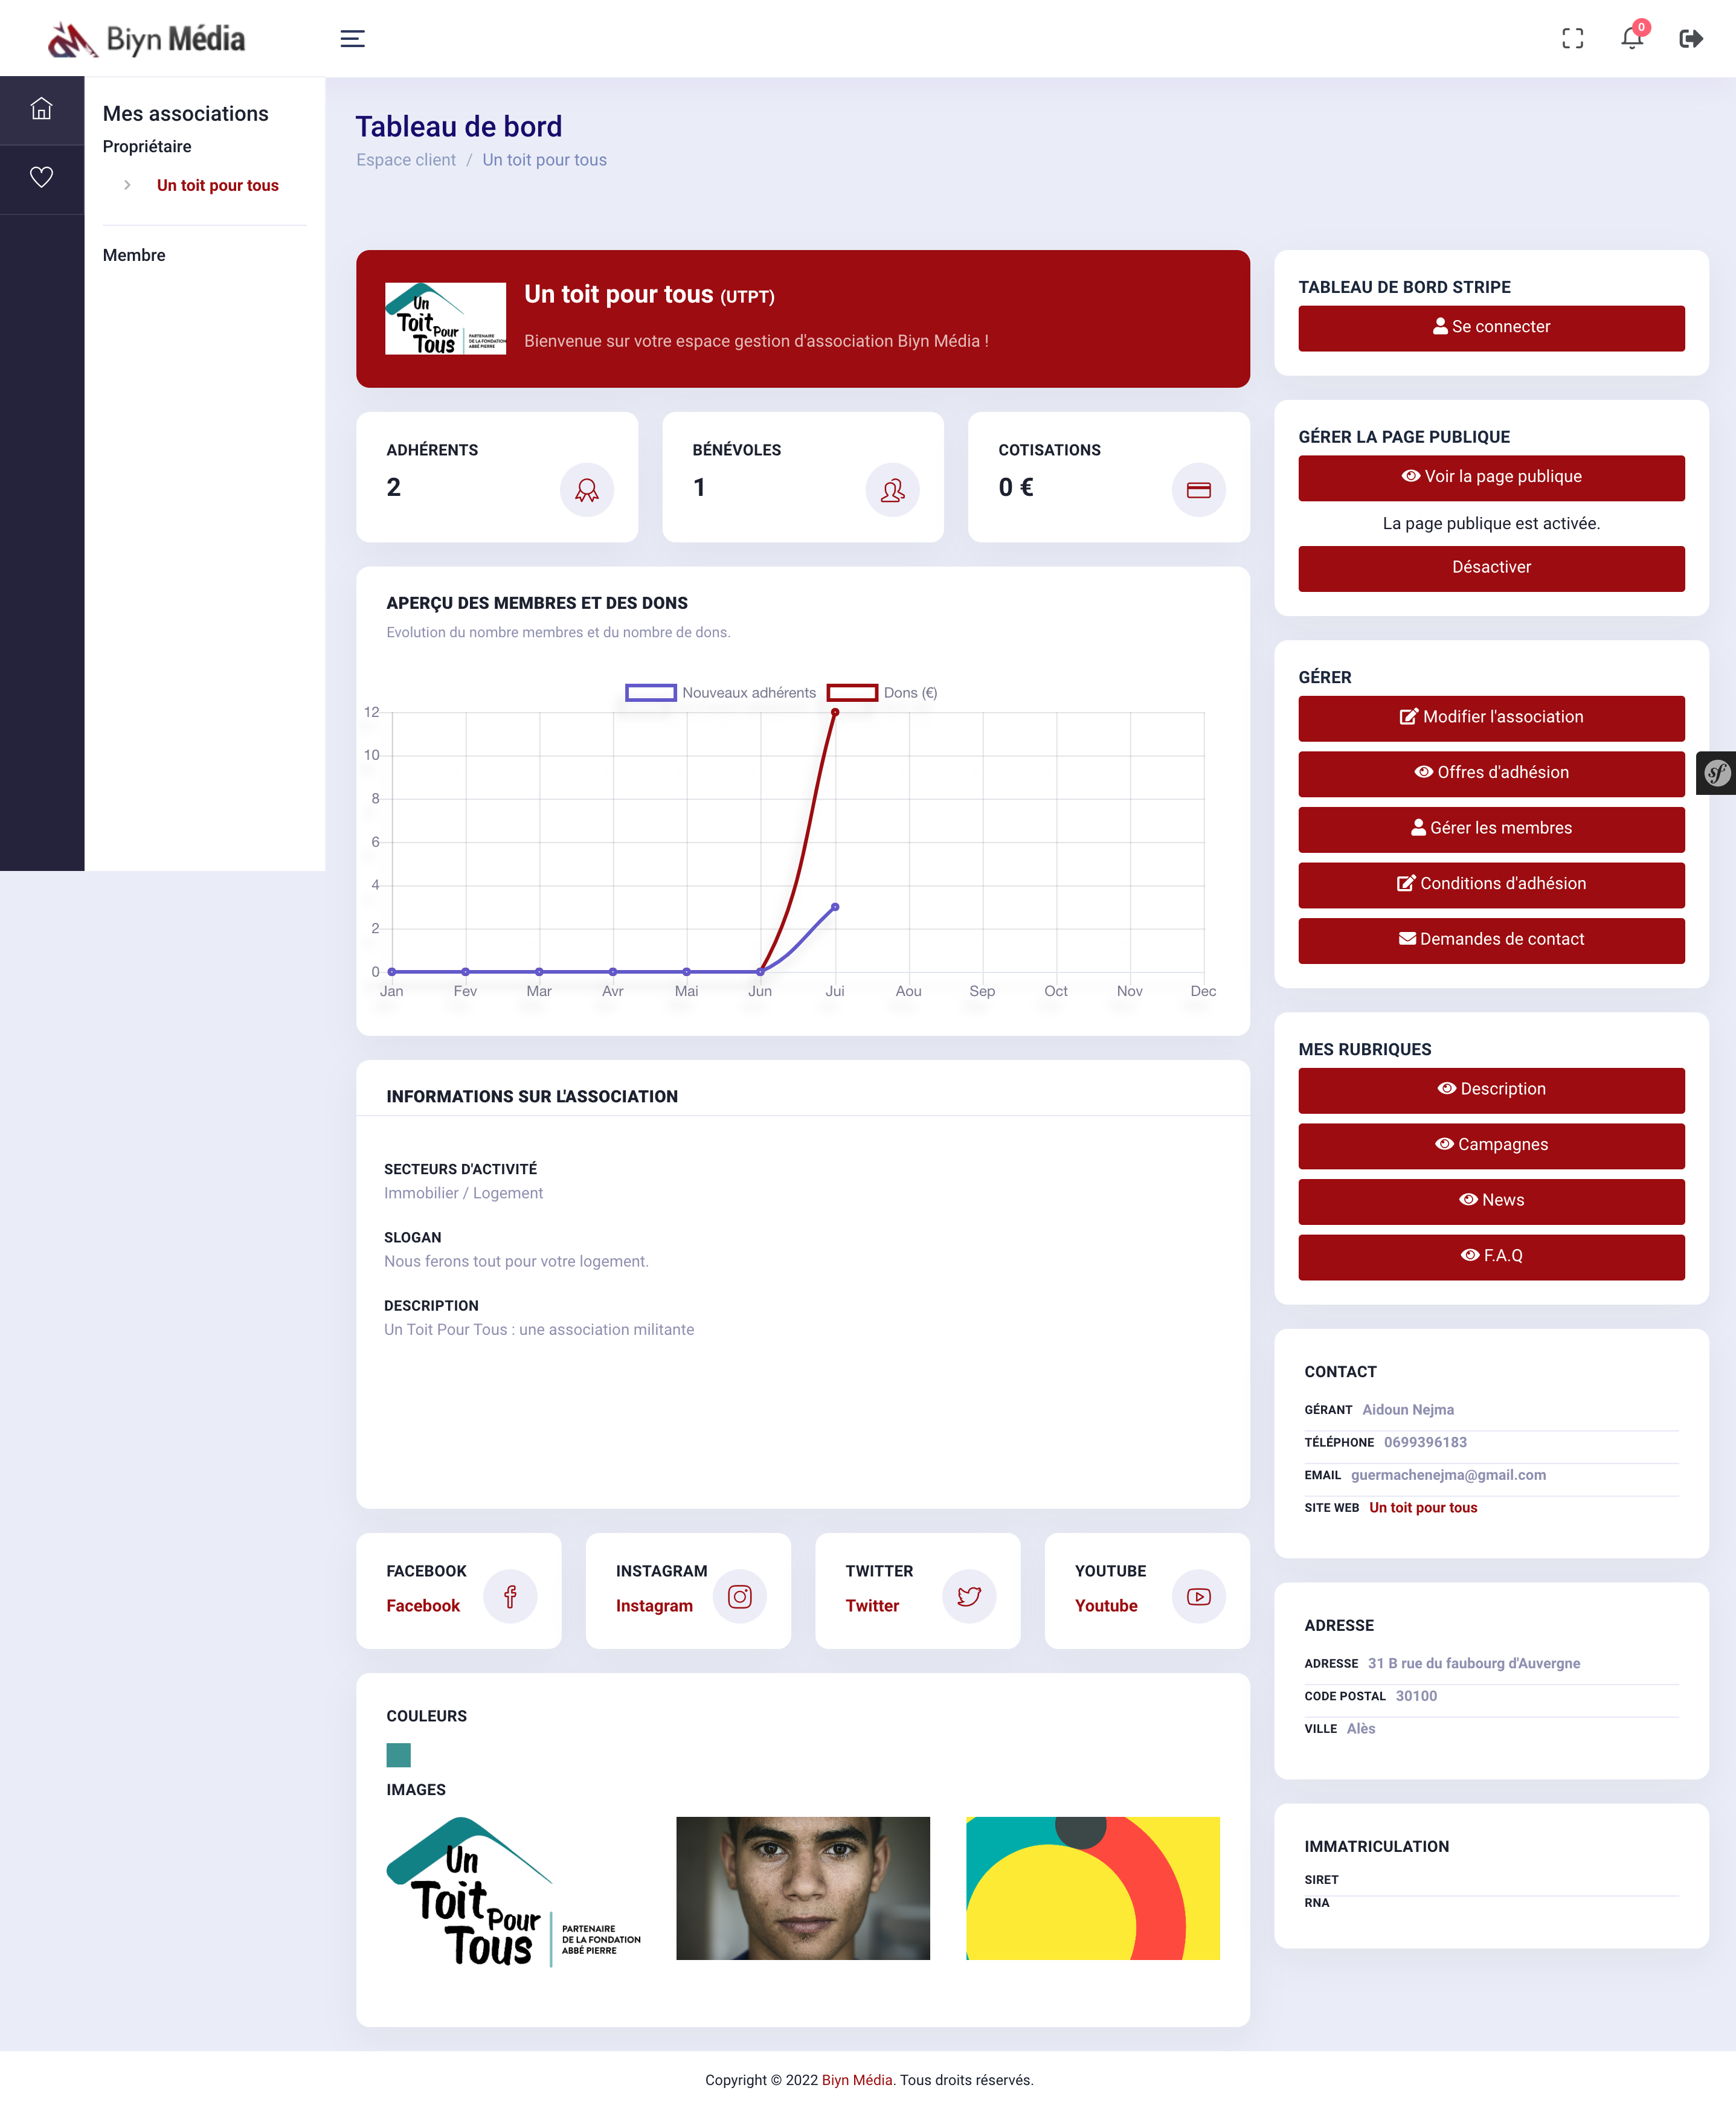 Biyn Média
0
Mes associations
Propriétaire
Un toit pour tous
Membre
Tableau de bord
Espace client / Un toit pour tous
Un
Toit Pour
Tous
PARTENAIRE
DE LA FONDATION
ABBÉ PIERRE
Un toit pour tous (UTPT)
Bienvenue sur votre espace gestion d'association Biyn Média !
ADHÉRENTS
2
BÉNÉVOLES
1
COTISATIONS
0 €
APERÇU DES MEMBRES ET DES DONS
Evolution du nombre membres et du nombre de dons.
Nouveaux adhérents Dons (€)
12
10
8
6
4
2
0
Jan Fev Mar Avr Mai Jun Jui Aou Sep Oct Nov Dec
INFORMATIONS SUR L'ASSOCIATION
SECTEURS D'ACTIVITÉ
Immobilier / Logement
SLOGAN
Nous ferons tout pour votre logement.
DESCRIPTION
Un Toit Pour Tous : une association militante
FACEBOOK
Facebook
INSTAGRAM
Instagram
TWITTER
Twitter
YOUTUBE
Youtube
COULEURS
IMAGES
Un
Toit Pour
Tous
PARTENAIRE
DE LA FONDATION
ABBÉ PIERRE
TABLEAU DE BORD STRIPE
Se connecter
GÉRER LA PAGE PUBLIQUE
Voir la page publique
La page publique est activée.
Désactiver
GÉRER
Modifier l'association
Offres d'adhésion
Gérer les membres
Conditions d'adhésion
Demandes de contact
sf
MES RUBRIQUES
Description
Campagnes
News
F.A.Q
CONTACT
GÉRANT Aidoun Nejma
TÉLÉPHONE 0699396183
EMAIL guermachenejma@gmail.com
SITE WEB Un toit pour tous
ADRESSE
ADRESSE 31 B rue du faubourg d'Auvergne
CODE POSTAL 30100
VILLE Alès
IMMATRICULATION
SIRET
RNA
Copyright © 2022 Biyn Média. Tous droits réservés.